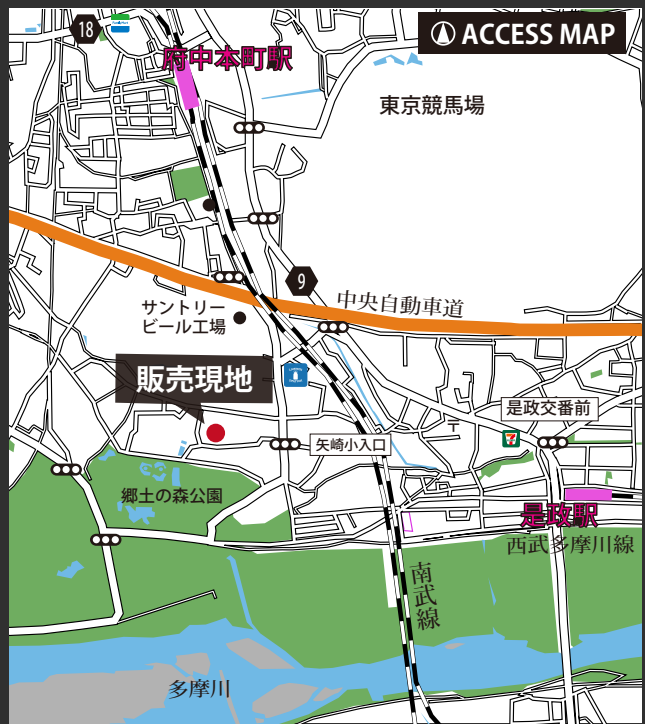 18
FamilyMart
ACCESS MAP
府中本町駅
東京競馬場
9
中央自動車道
サントリー
ビール工場
LAWSON
販売現地
是政交番前
〒
7
矢崎小入口
郷土の森公園
是政駅
西武多摩川線
南武線
多摩川